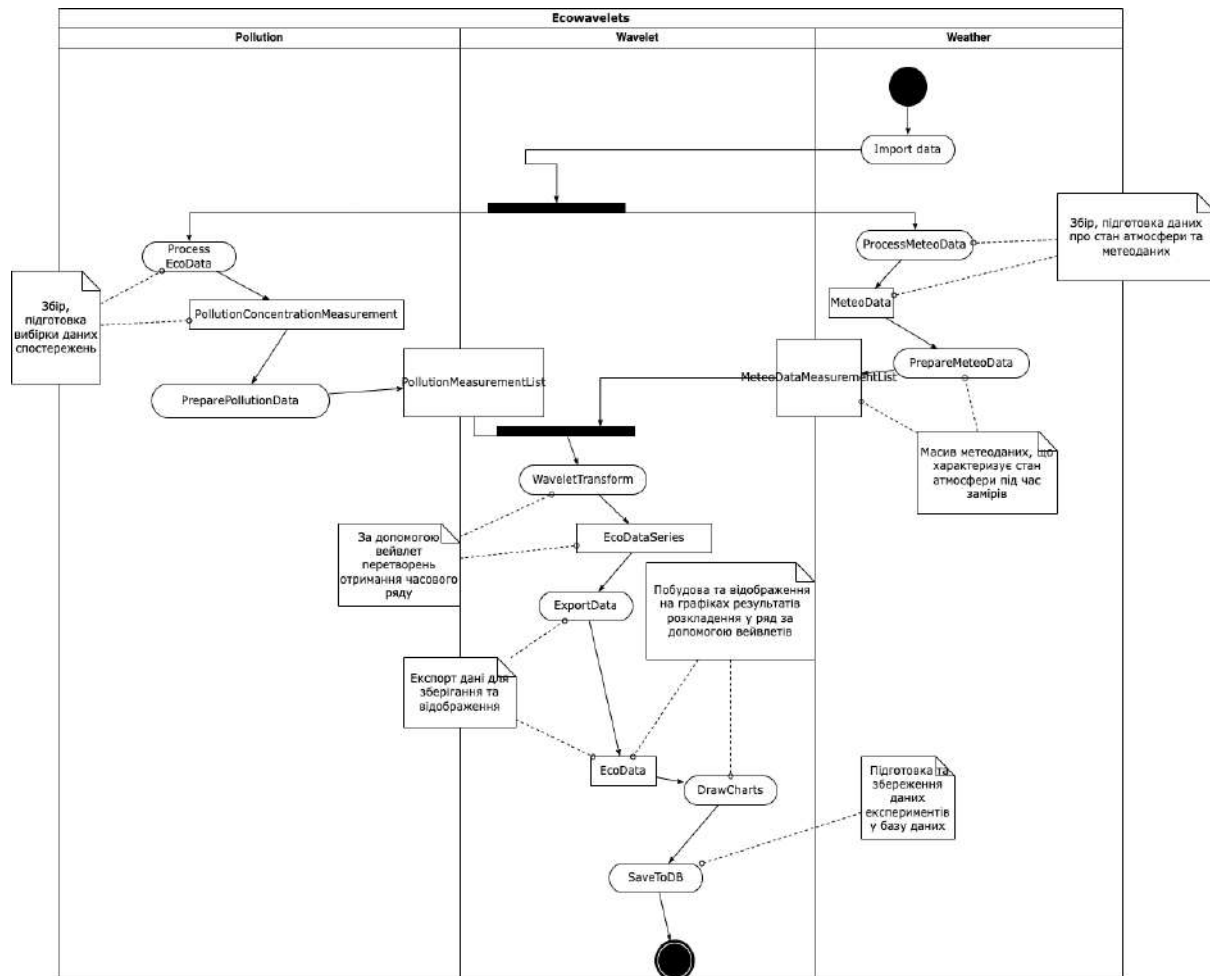 Ecowavelets
Pollution
Wavelet
Weather
Import data
Process
EcoData
ProcessMeteoData
Збір, підготовка даних
про стан атмосфери та
метеоданих
Збір,
підготовка
вибірки даних
спостережень
PollutionConcentrationMeasurement
MeteoData
PreparePollutionData
PollutionMeasurementList
MeteoDataMeasurementList
PrepareMeteoData
Масив метеоданих, що
характеризує стан
атмосфери під час
замірів
WaveletTransform
За допомогою
вейвлет
перетворень
отримання часового
ряду
EcoDataSeries
Побудова та відображення
на графіках результатів
розкладення у ряд за
допомогою вейвлетів
ExportData
Експорт дані для
зберігання та
відображення
EcoData
DrawCharts
Підготовка та
збереження
даних
експериментів
у базу даних
SaveToDB